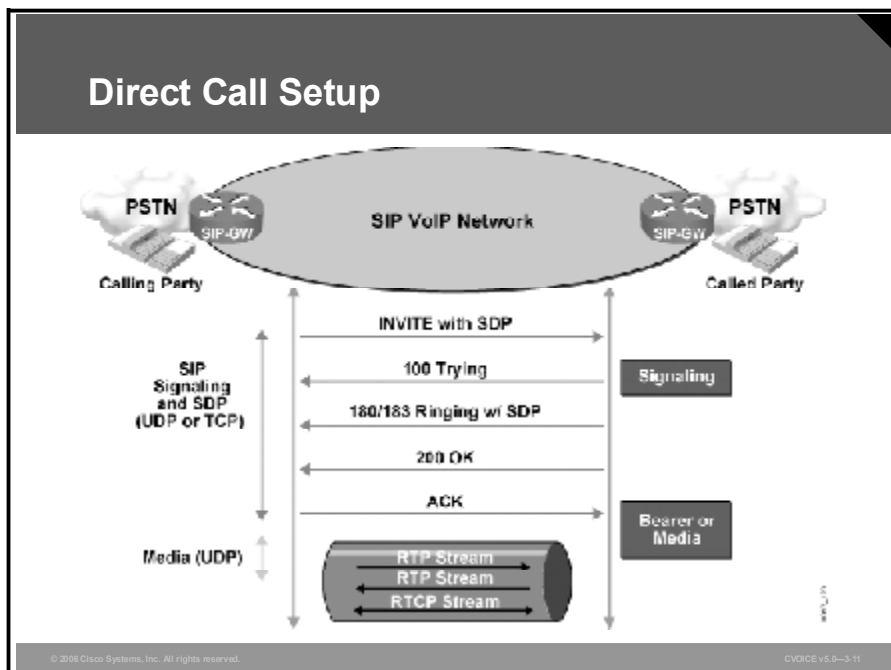 Direct Call Setup
PSTN
SIP-GW
SIP VoIP Network
SIP-GW
PSTN
Calling Party
Called Party
INVITE with SDP
100 Trying
180/183 Ringing w/ SDP
200 OK
ACK
SIP
Signaling
and SDP
(UDP or TCP)
Signaling
Bearer or
Media
Media (UDP)
RTP Stream
RTP Stream
RTCP Stream
© 2006 Cisco Systems, Inc. All rights reserved.
CVOICE v5.0—3-11